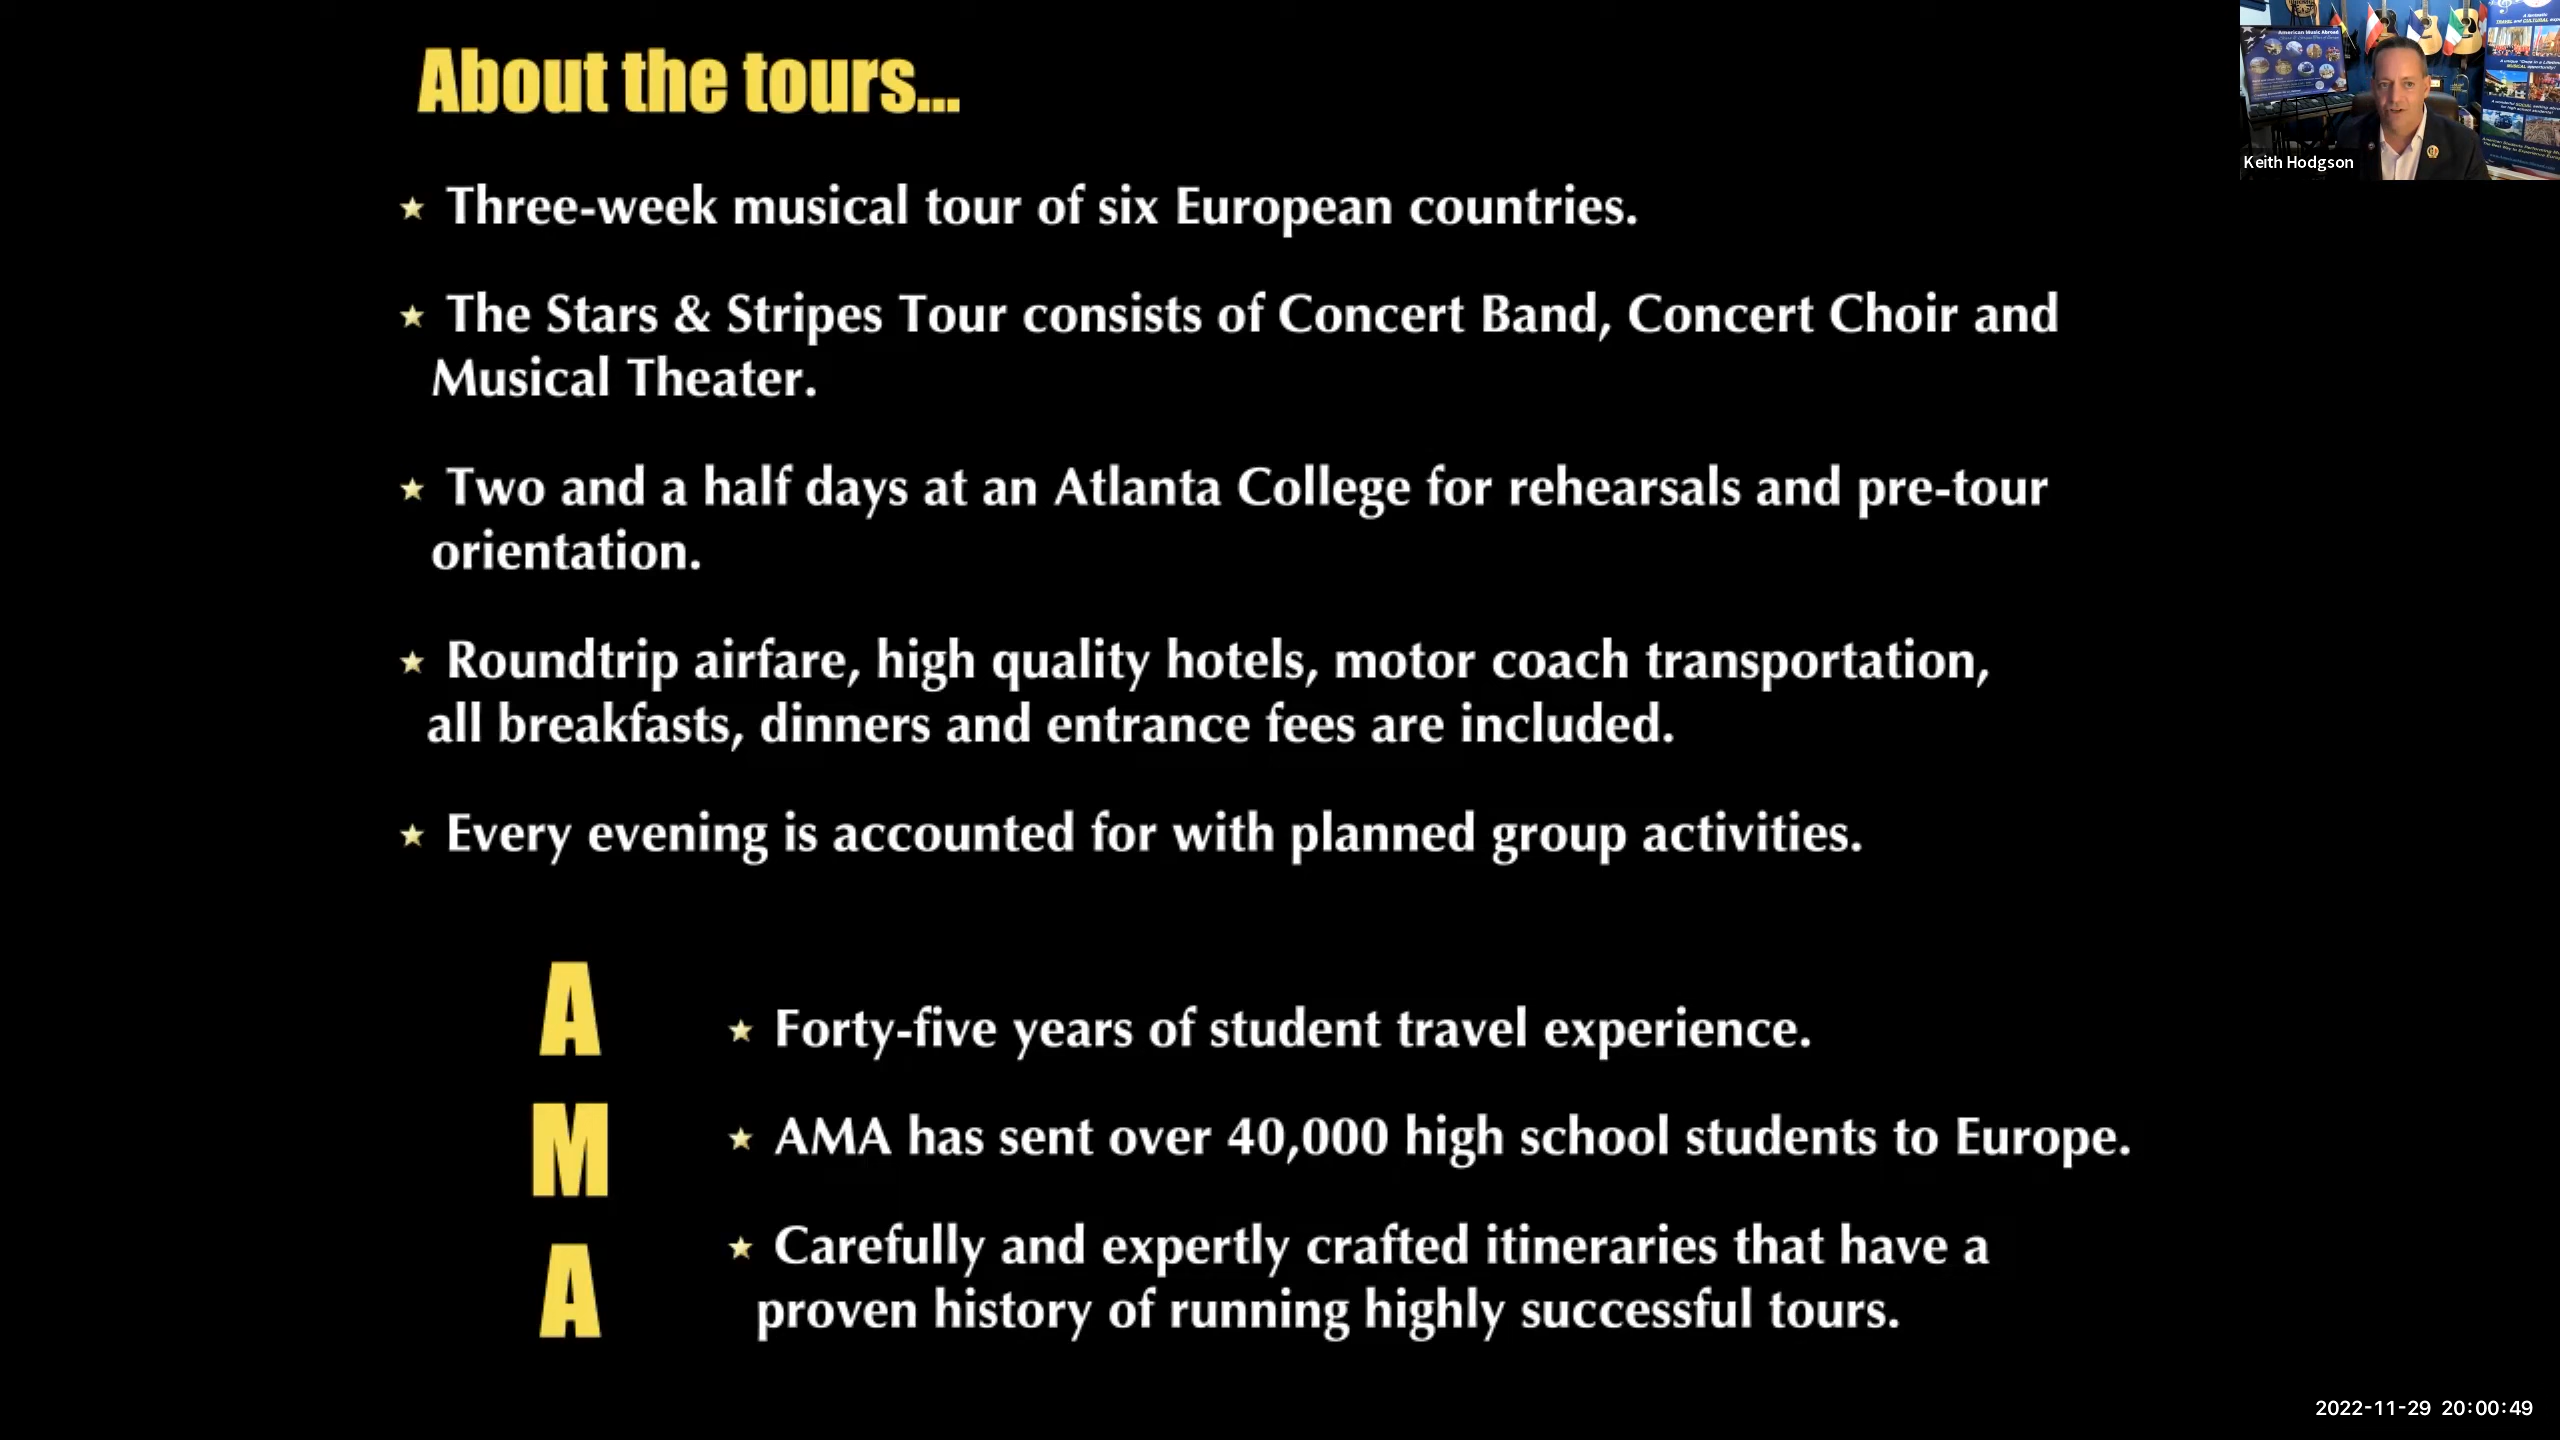 About the tours...
Three-week musical tour of six European countries.
The Stars & Stripes Tour consists of Concert Band, Concert Choir and
Musical Theater.
Two and a half days at an Atlanta College for rehearsals and pre-tour
orientation.
Roundtrip airfare, high quality hotels, motor coach transportation,
all breakfasts, dinners and entrance fees are included.
Every evening is accounted for with planned group activities.
A
M
A
Forty-five years of student travel experience.
AMA has sent over 40,000 high school students to Europe.
Carefully and expertly crafted itineraries that have a
proven history of running highly successful tours.
American Music Abroad
Keith Hodgson
2022-11-29 20:00:49